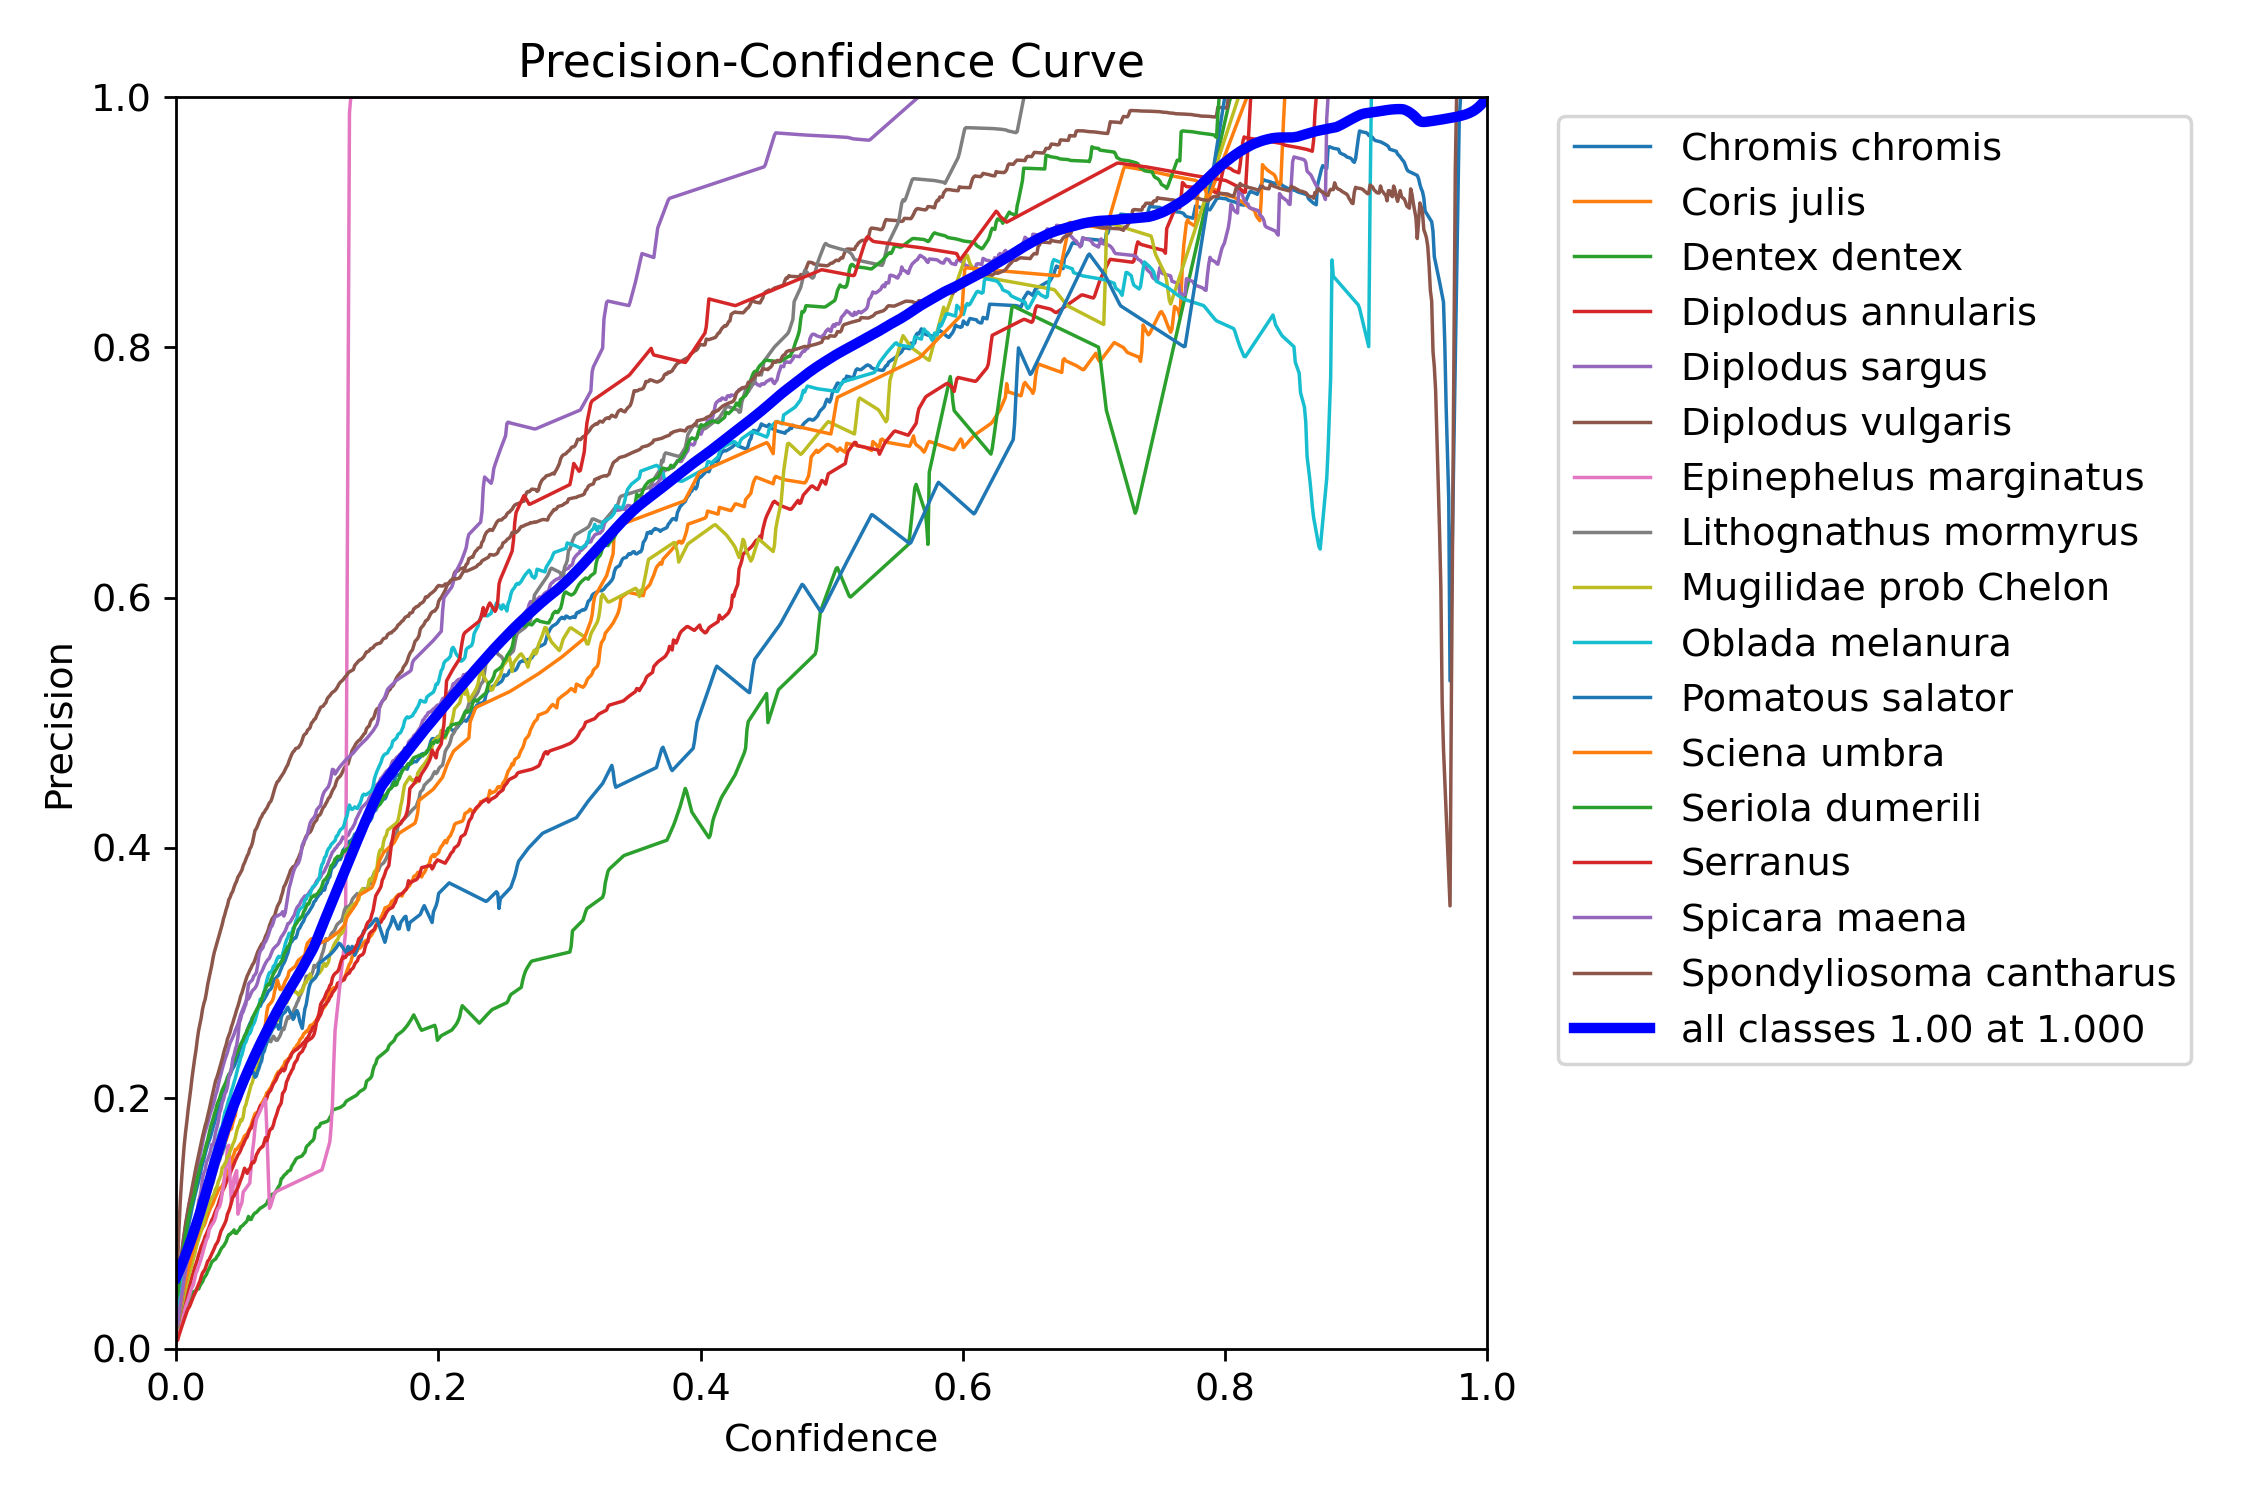 Precision-Confidence Curve
1.0
0.8
0.6
0.4
0.2
0.0
Precision
0.0 0.2 0.4 0.6 0.8 1.0
Confidence
Chromis chromis
Coris julis
Dentex dentex
Diplodus annularis
Diplodus sargus
Diplodus vulgaris
Epinephelus marginatus
Lithognathus mormyrus
Mugilidae prob Chelon
Oblada melanura
Pomatous salator
Sciena umbra
Seriola dumerili
Serranus
Spicara maena
Spondyliosoma cantharus
all classes 1.00 at 1.000